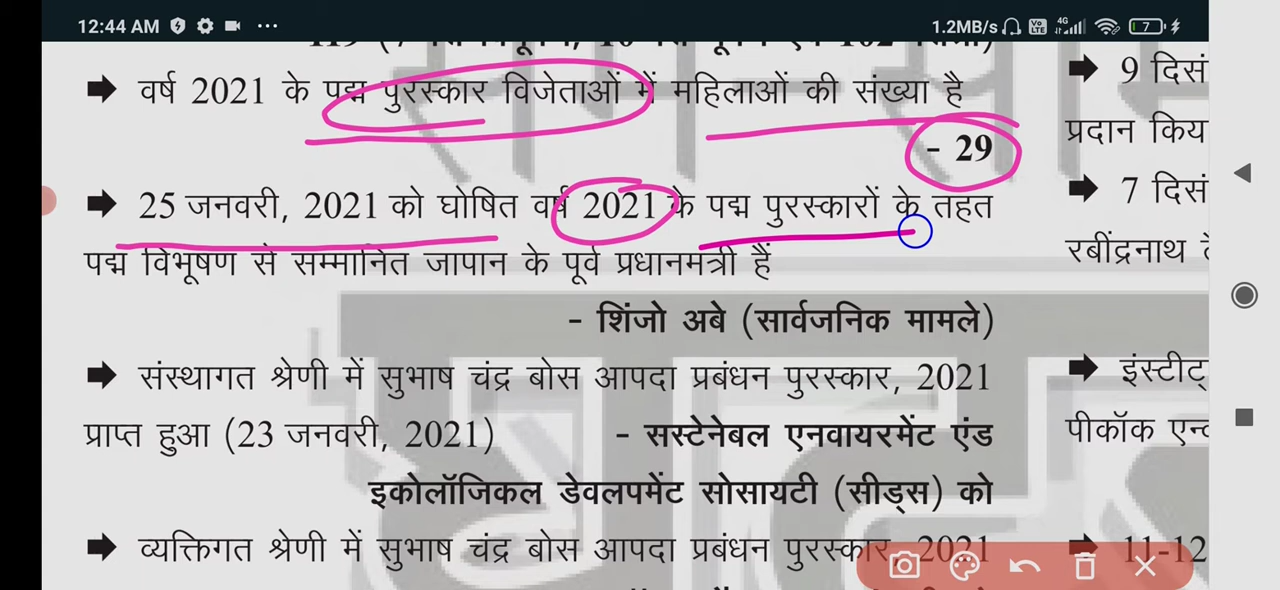 12:44 AM
1.2MB/s 4G 7
वर्ष 2021 के पद्म पुरस्कार विजेताओं में महिलाओं की संख्या है
- 29
25 जनवरी, 2021 को घोषित वर्ष 2021 के पद्म पुरस्कारों के तहत
पद्म विभूषण से सम्मानित जापान के पूर्व प्रधानमंत्री हैं
- शिंजो अबे (सार्वजनिक मामले)
संस्थागत श्रेणी में सुभाष चंद्र बोस आपदा प्रबंधन पुरस्कार, 2021
प्राप्त हुआ (23 जनवरी, 2021) - सस्टेनेबल एनवायरमेंट एंड
इकोलॉजिकल डेवलपमेंट सोसायटी (सीड्स) को
व्यक्तिगत श्रेणी में सुभाष चंद्र बोस आपदा प्रबंधन पुरस्कार, 2021
9 दिसं
प्रदान किय
7 दिसं
रबींद्रनाथ
इंस्टीट्
पीकॉक एन्
11-12